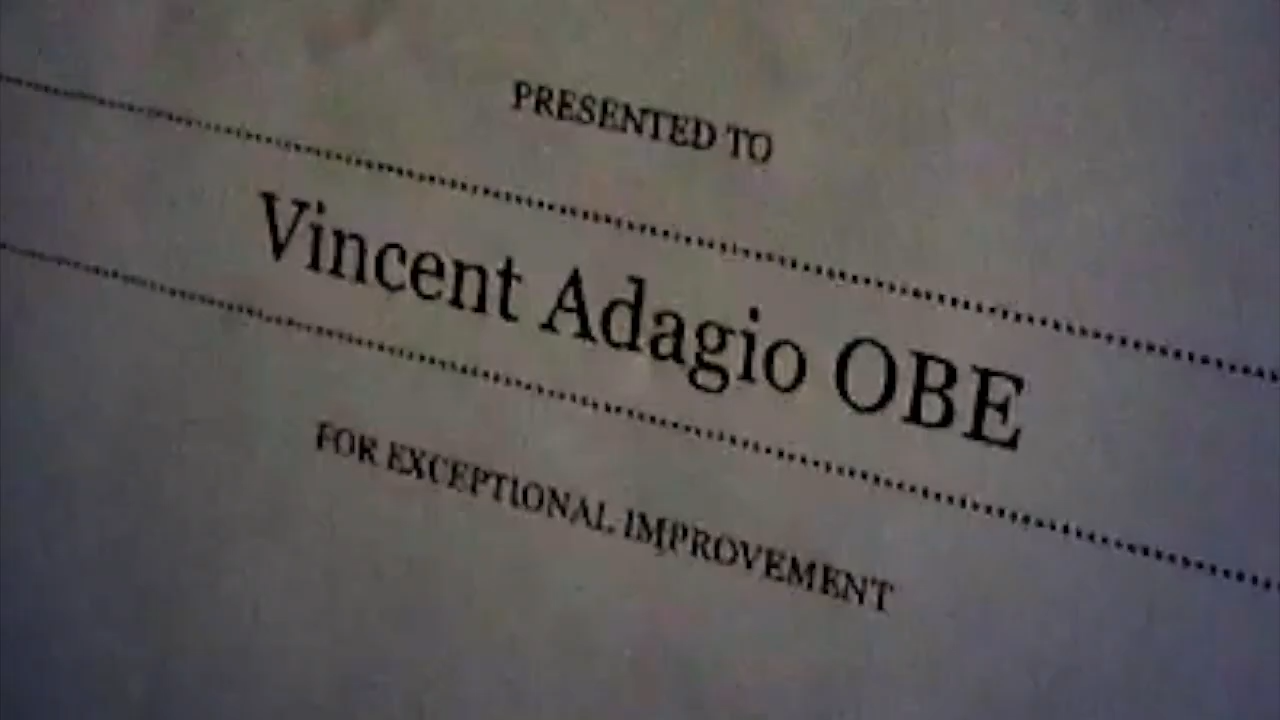 PRESENTED TO
Vincent Adagio OBE
FOR EXCEPTIONAL IMPROVEMENT